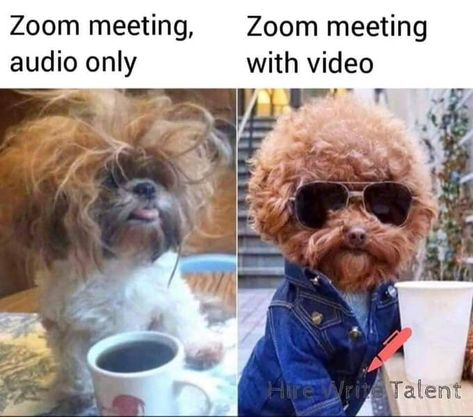 Zoom meeting,
audio only
Zoom meeting
with video
Hire Write Talent